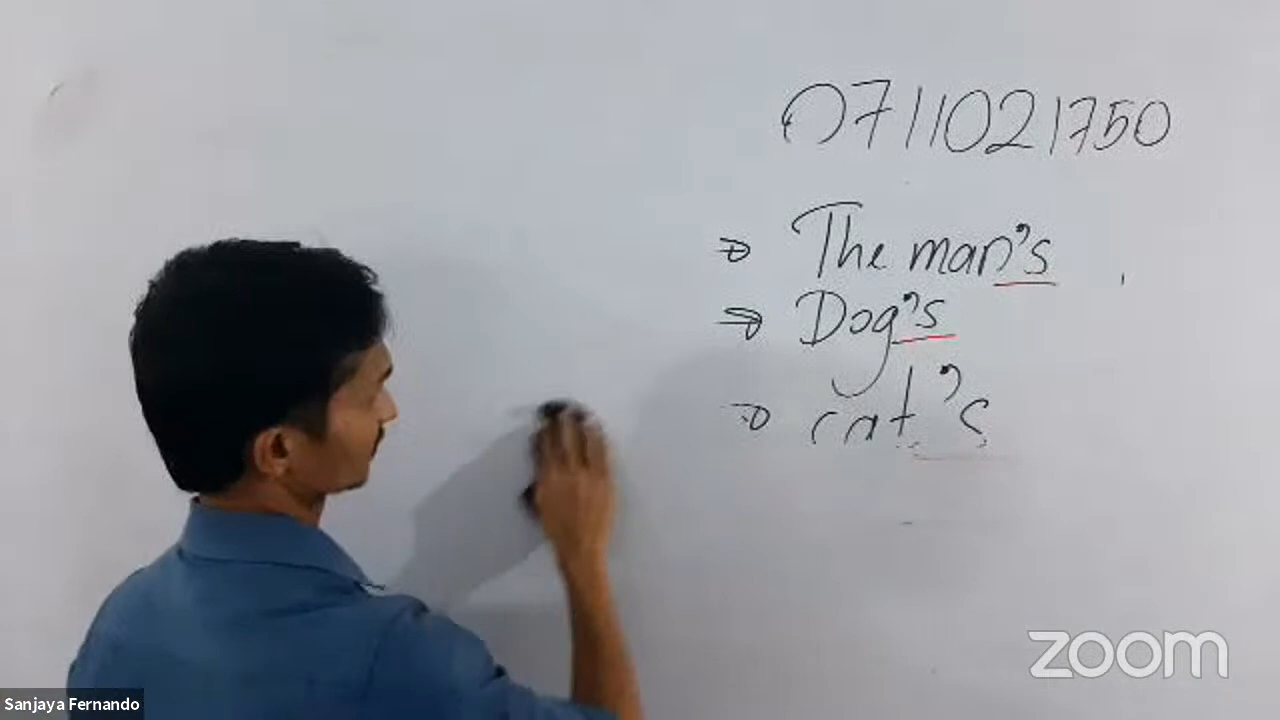 0711021750
⇒ The man's
⇒ Dog's
⇒ cat's
zoom
Sanjaya Fernando